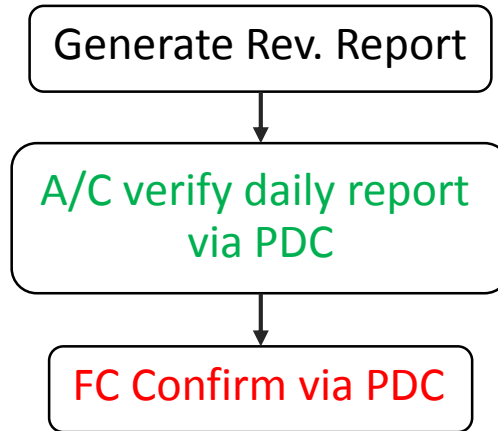 Generate Rev. Report
A/C verify daily report
via PDC
FC Confirm via PDC